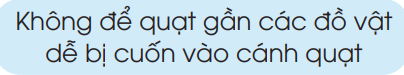 Không để quạt gần các đồ vật
dễ bị cuốn vào cánh quạt